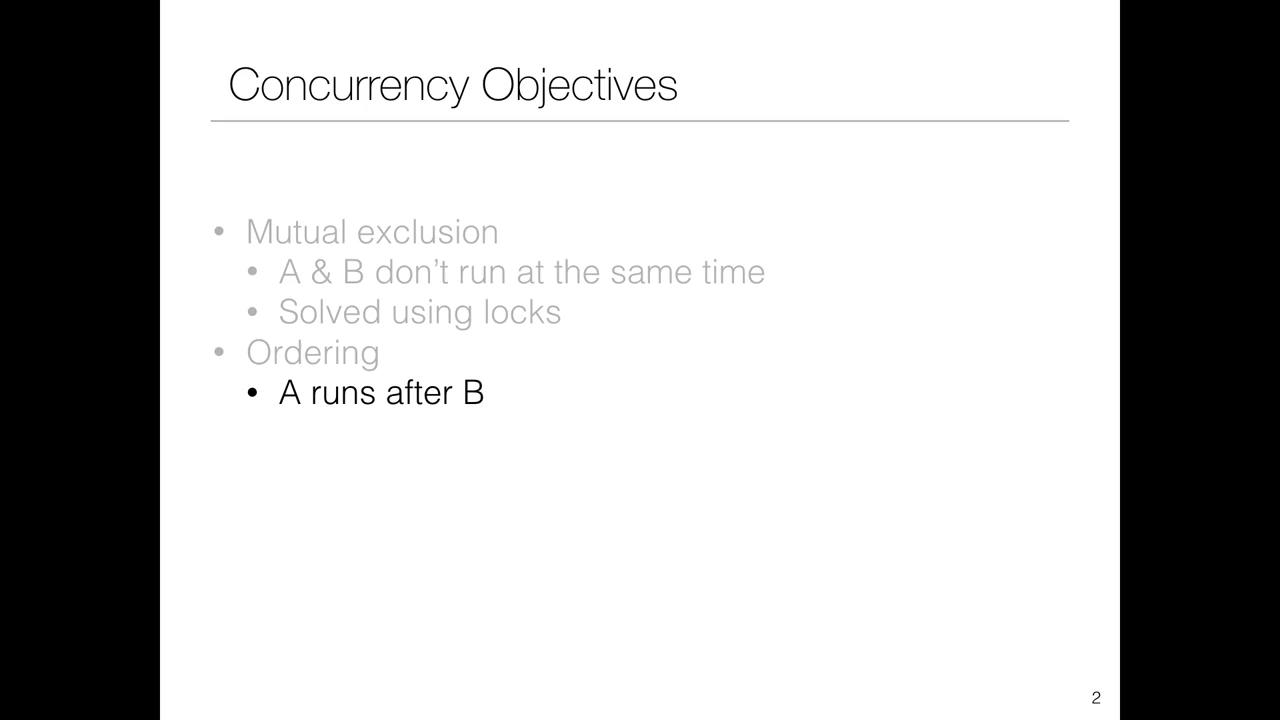 Concurrency Objectives
• Mutual exclusion
• A & B don’t run at the same time
• Solved using locks
• Ordering
• A runs after B
2